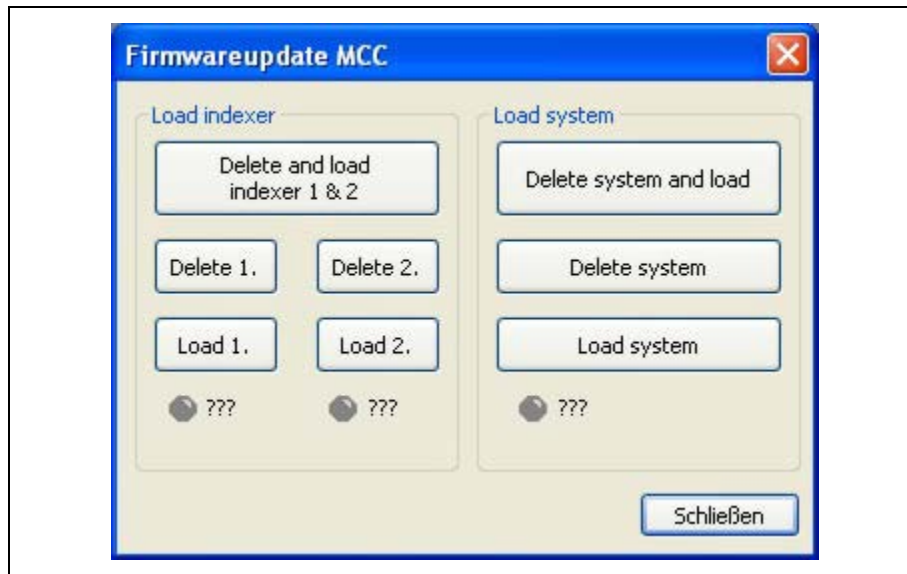 Firmwareupdate MCC
Load indexer
Delete and load
indexer 1 & 2
Delete 1.
Delete 2.
Load 1.
Load 2.
???
???
Load system
Delete system and load
Delete system
Load system
???
Schließen